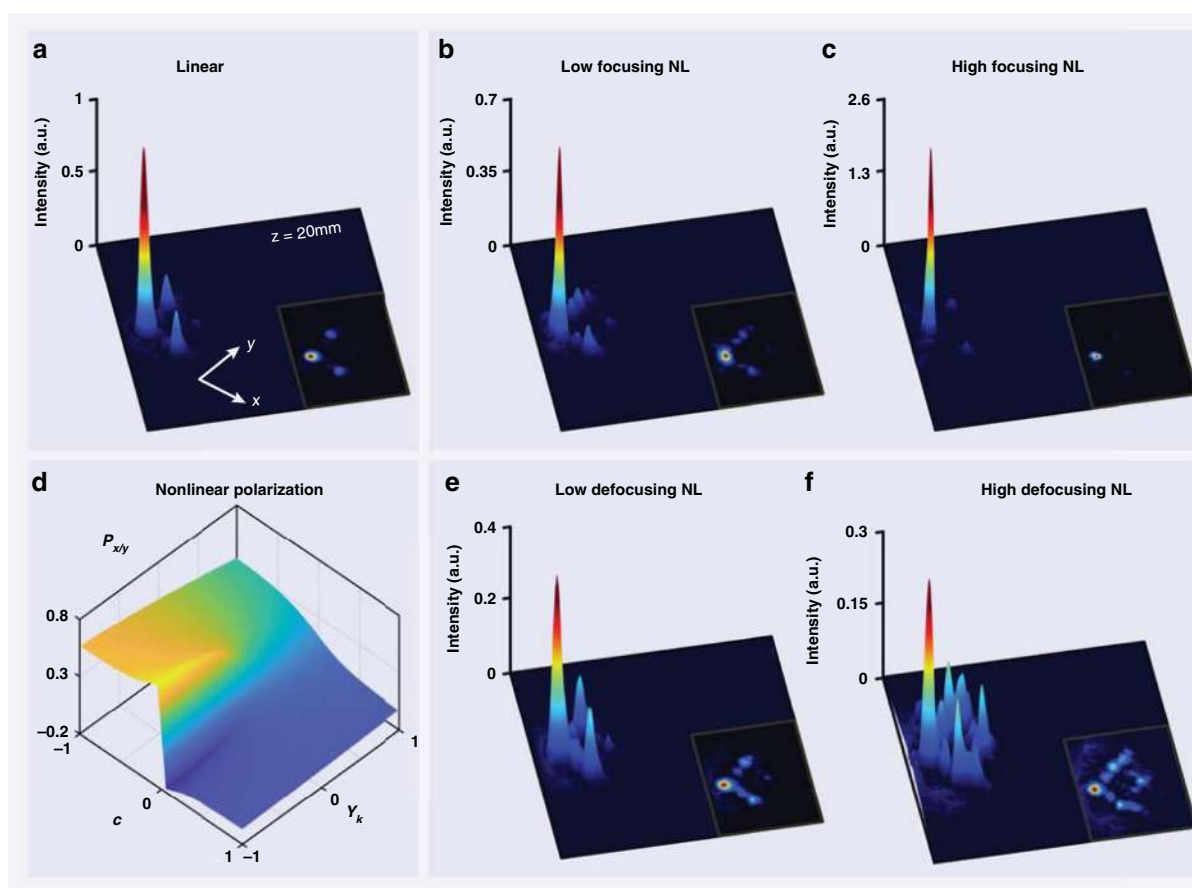 a
Linear
Intensity (a.u.)
1
0.5
0
z = 20mm
y
x
b
Low focusing NL
Intensity (a.u.)
0.7
0.35
0
c
High focusing NL
Intensity (a.u.)
2.6
1.3
0
d
Nonlinear polarization
P x/y
0.8
0.3
–0.2
–1
0
c
1
–1
0
Y k
1
e
Low defocusing NL
Intensity (a.u.)
0.4
0.2
0
f
High defocusing NL
Intensity (a.u.)
0.3
0.15
0